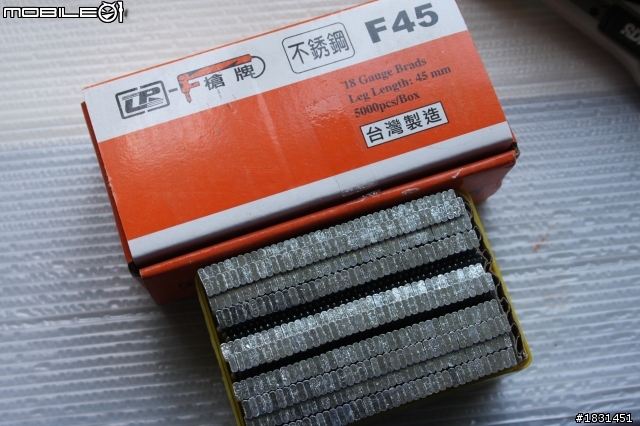 MOBILE01
F45
不銹鋼
F槍牌
18 Gauge Brads
Leg Length: 45 mm
5000pcs/Box
台灣製造
#1831451